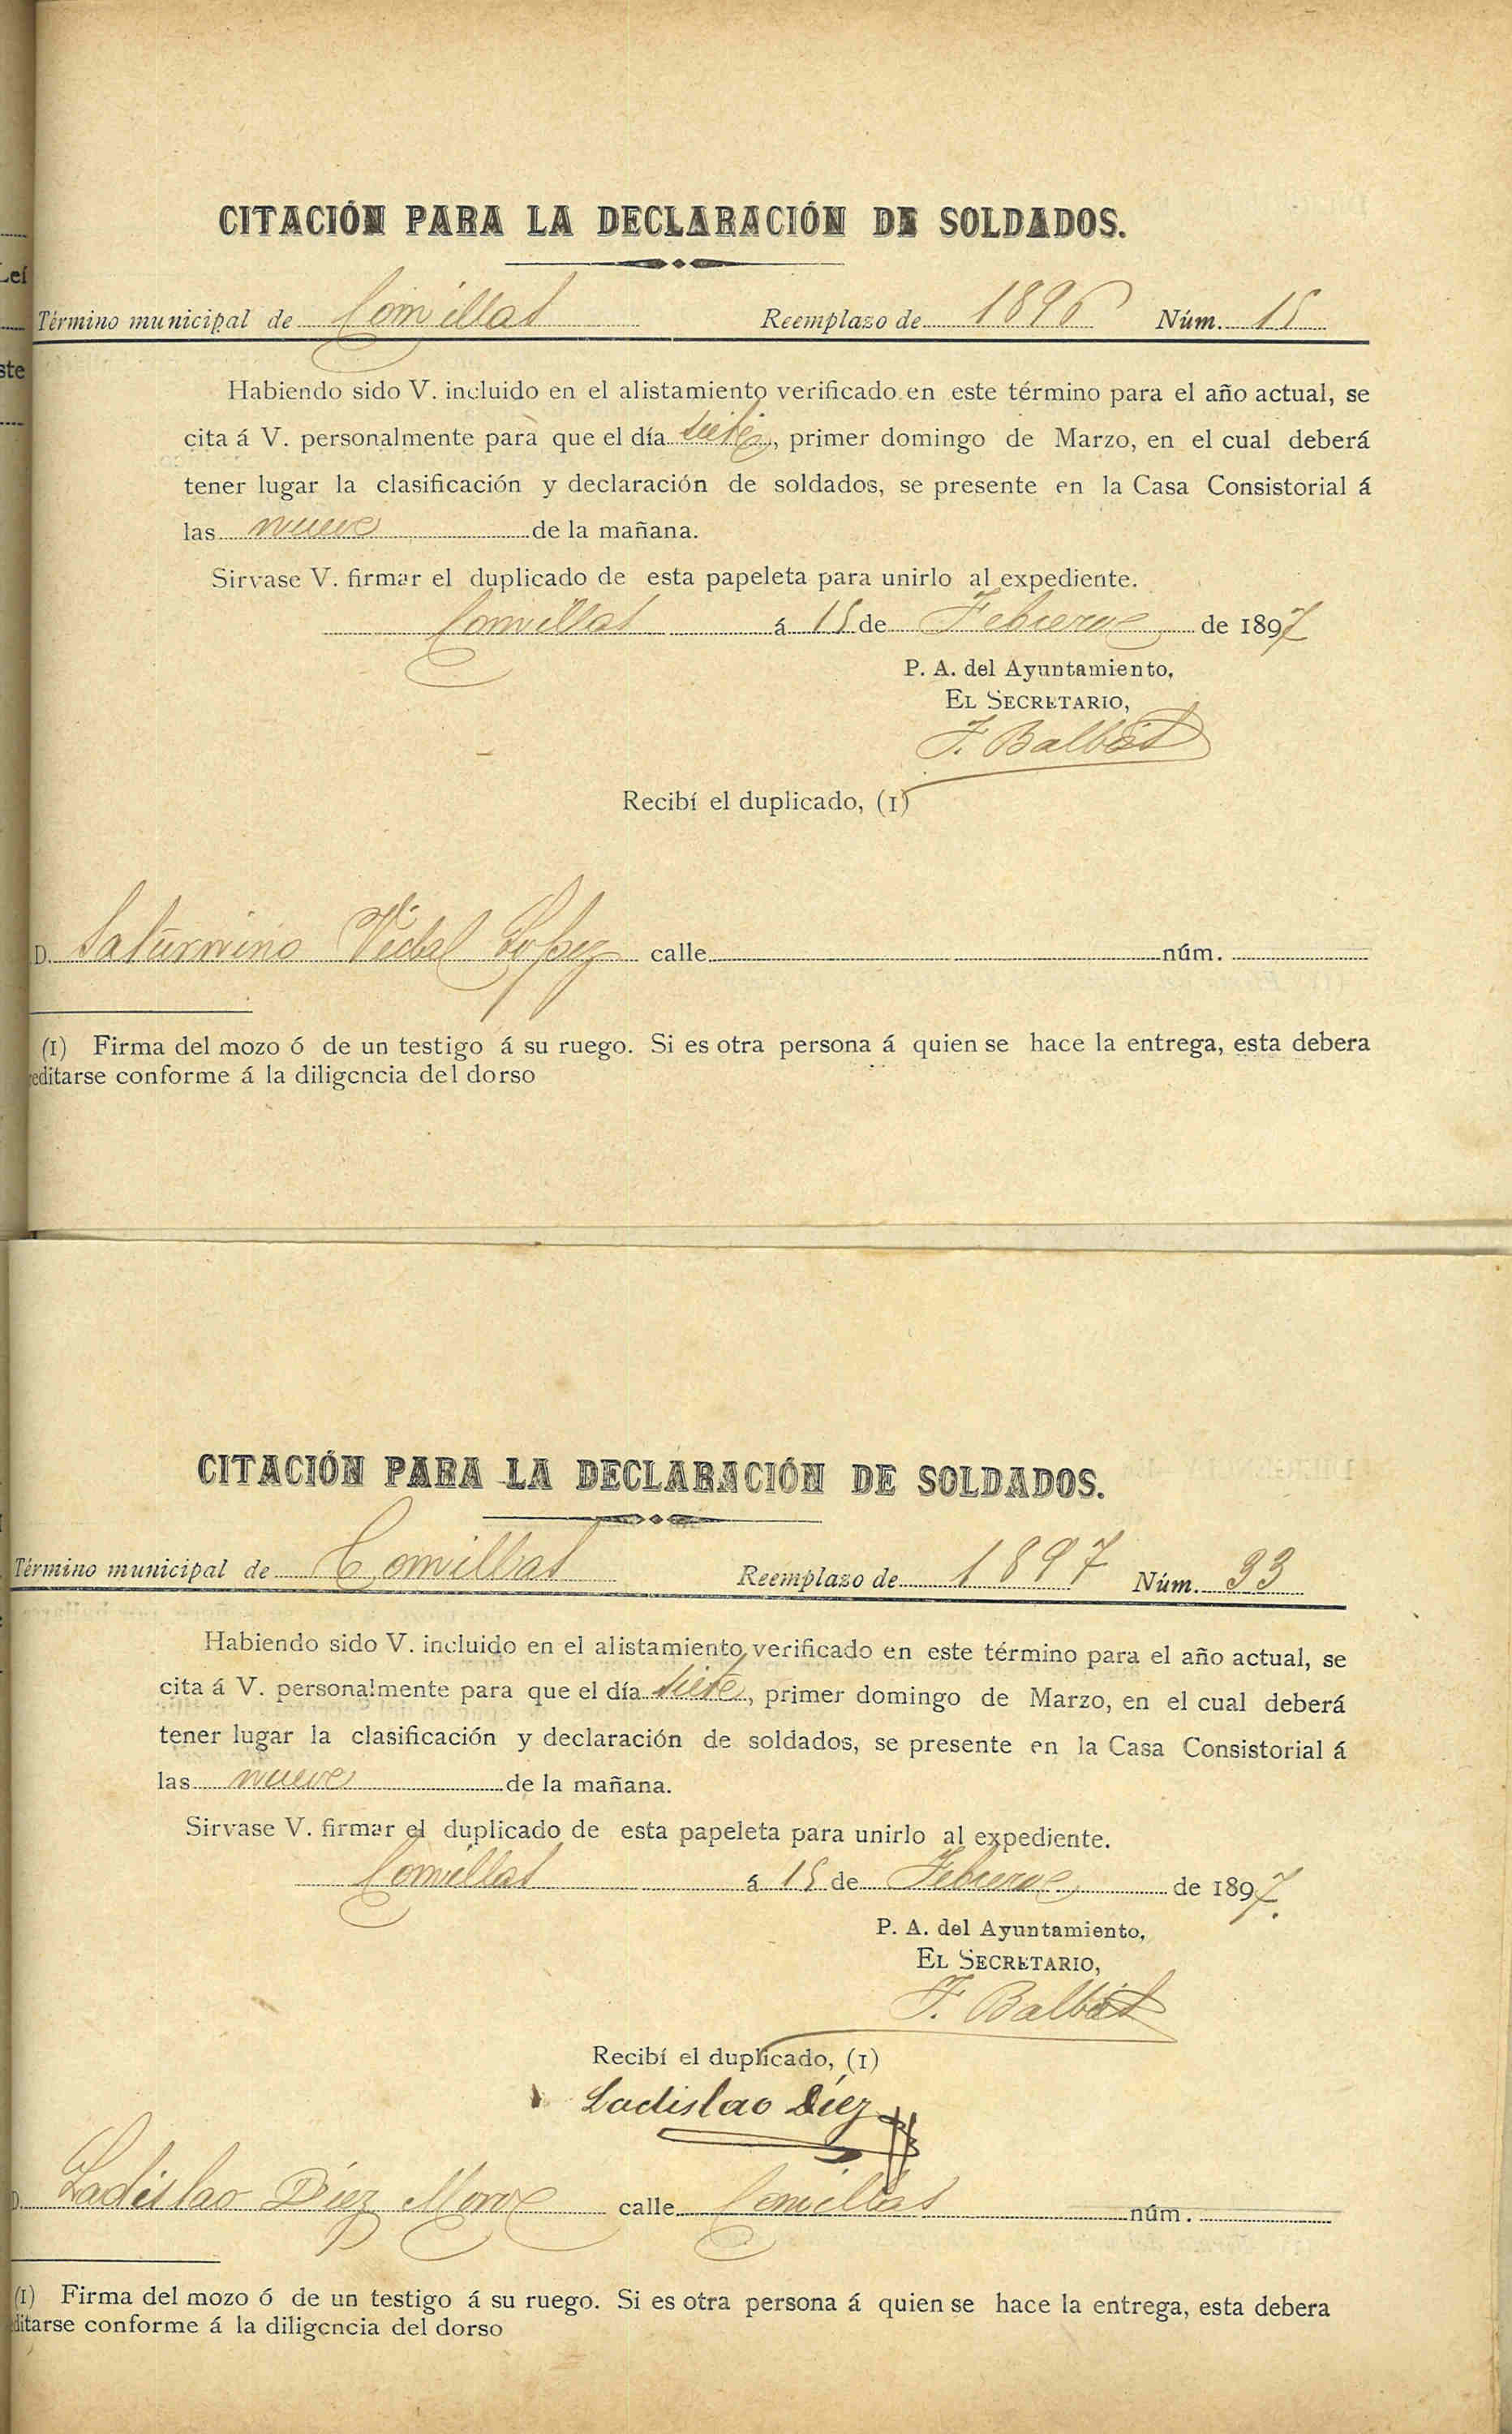 CITACIÓN PARA LA DECLARACIÓN DE SOLDADOS.
Término municipal de Comillas Reemplazo de 1896 Núm. 15
Habiendo sido V. incluido en el alistamiento verificado en este término para el año actual, se
cita á V. personalmente para que el día siete, primer domingo de Marzo, en el cual deberá
tener lugar la clasificación y declaración de soldados, se presente en la Casa Consistorial á
las nueve de la mañana.
Sirvase V. firmar el duplicado de esta papeleta para unirlo al expediente.
Comillas á 15 de Febrero de 1897
P. A. del Ayuntamiento,
EL SECRETARIO,
F. Balbás
Recibí el duplicado, (1)
D. Saturnino Vidal Lopez calle núm.
(1) Firma del mozo ó de un testigo á su ruego. Si es otra persona á quien se hace la entrega, esta debera
editarse conforme á la diligencia del dorso
CITACIÓN PARA LA DECLARACIÓN DE SOLDADOS.
Término municipal de Comillas Reemplazo de 1897 Núm. 33
Habiendo sido V. incluido en el alistamiento verificado en este término para el año actual, se
cita á V. personalmente para que el día siete, primer domingo de Marzo, en el cual deberá
tener lugar la clasificación y declaración de soldados, se presente en la Casa Consistorial á
las nueve de la mañana.
Sirvase V. firmar el duplicado de esta papeleta para unirlo al expediente.
Comillas á 15 de Febrero de 1897.
P. A. del Ayuntamiento,
EL SECRETARIO,
F. Balbás
Recibí el duplicado, (1)
Ladislao Díez
D. Ladislao Díez Move calle Comillas núm.
(1) Firma del mozo ó de un testigo á su ruego. Si es otra persona á quien se hace la entrega, esta debera
ditarse conforme á la diligencia del dorso